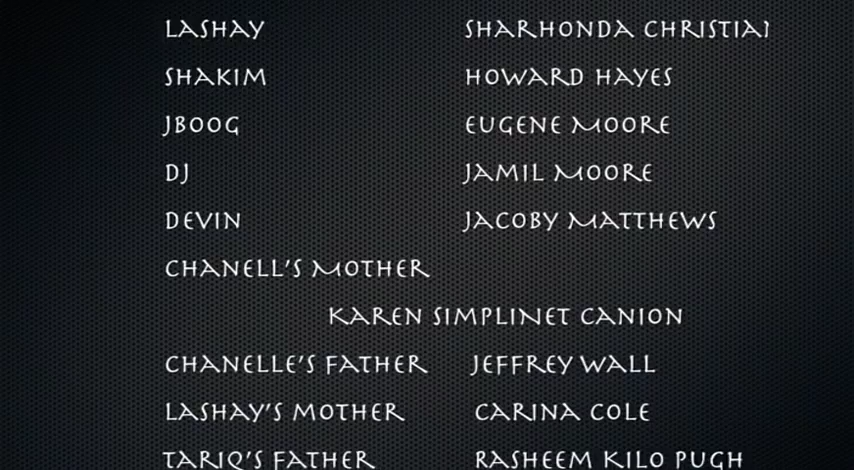 LASHAY SHARHONDA
SHAKIM HOWARD HAYES
JBOOG EUGENE MOORE
DJ JAMIL MOORE
DEVIN JACOBY MATTHEWS
CHANELL'S MOTHER
KAREN SIMPLINET CANION
CHANELLE'S FATHER JEFFREY WALL
LASHAY'S MOTHER CARINA COLE
TARIQ'S FATHER RASHEEM KILO PUGH